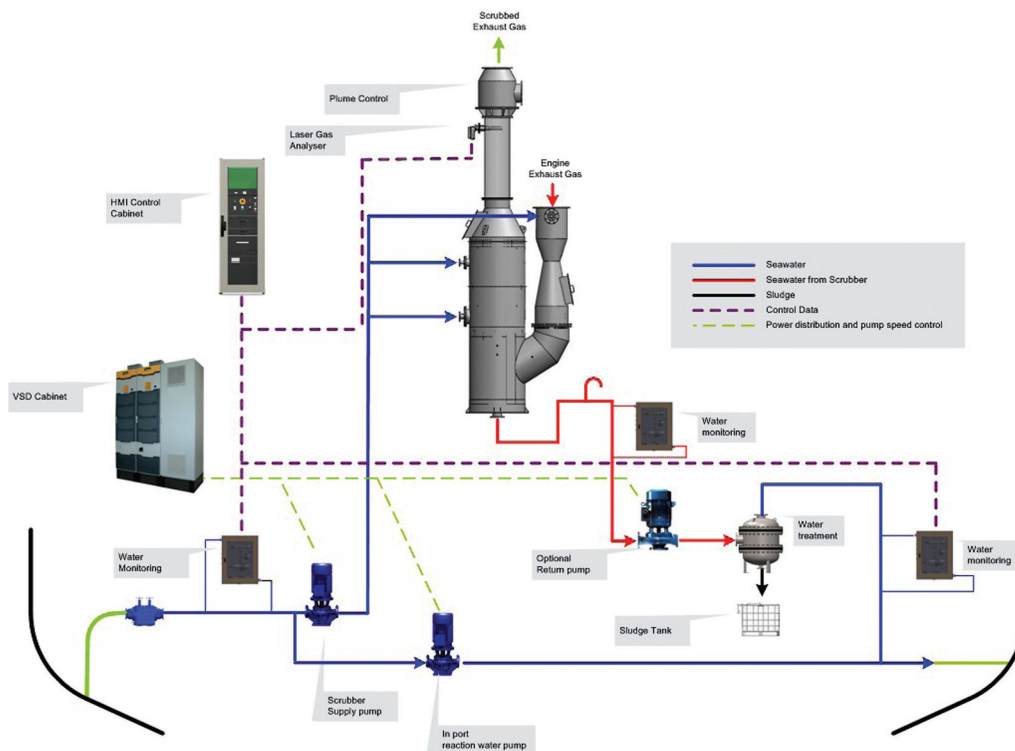 Scrubbed
Exhaust Gas
Plume Control
Laser Gas
Analyser
Engine
Exhaust Gas
HMI Control
Cabinet
Seawater
Seawater from Scrubber
Sludge
Control Data
Power distribution and pump speed control
VSD Cabinet
Water
monitoring
Water
Monitoring
Optional
Return pump
Water
treatment
Water
monitoring
Sludge Tank
Scrubber
Supply pump
In port
reaction water pump